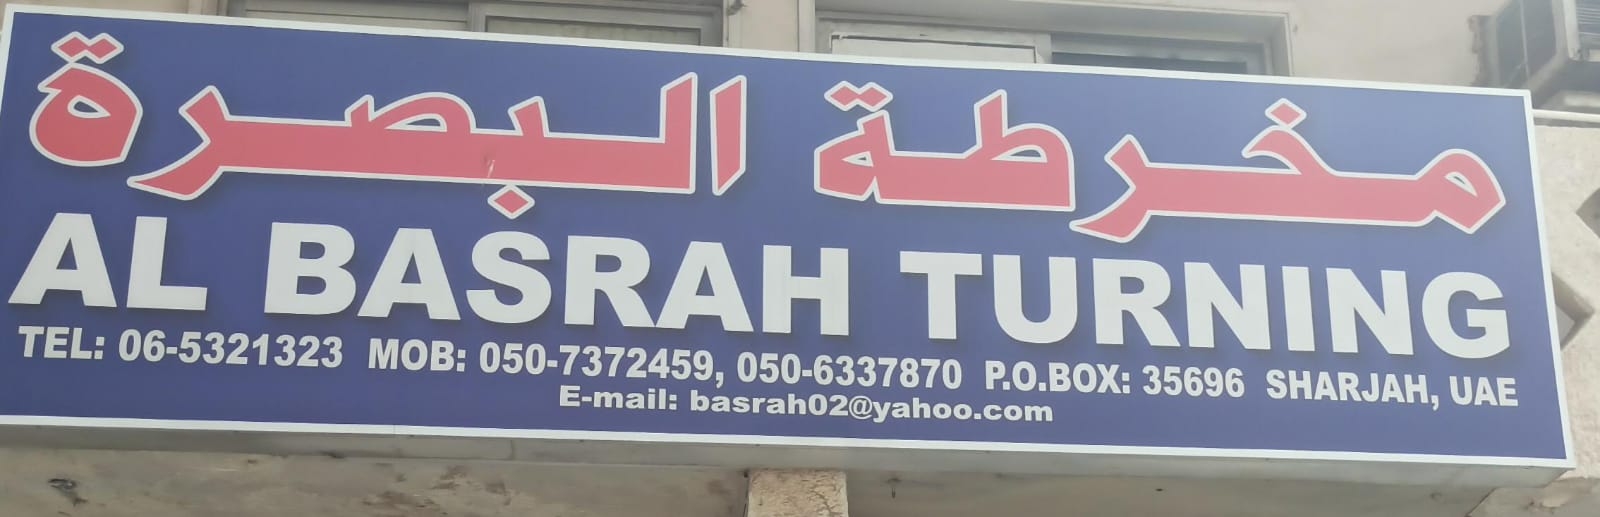 مخرطة البصرة
AL BASRAH TURNING
TEL: 06-5321323 MOB: 050-7372459, 050-6337870 P.O.BOX: 35696 SHARJAH, UAE
E-mail: basrah02@yahoo.com